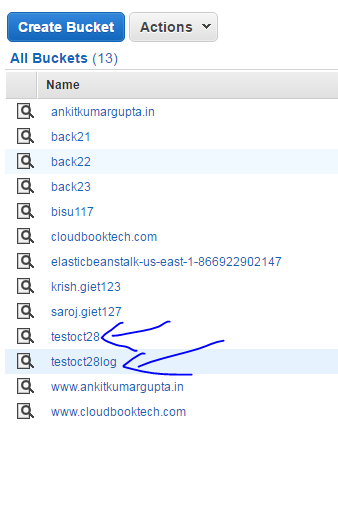 Create Bucket Actions
All Buckets (13)
Name
ankitkumargupta.in
back21
back22
back23
bisu117
cloudbooktech.com
elasticbeanstalk-us-east-1-866922902147
krish.giet123
saroj.giet127
testoct28
testoct28log
www.ankitkumargupta.in
www.cloudbooktech.com